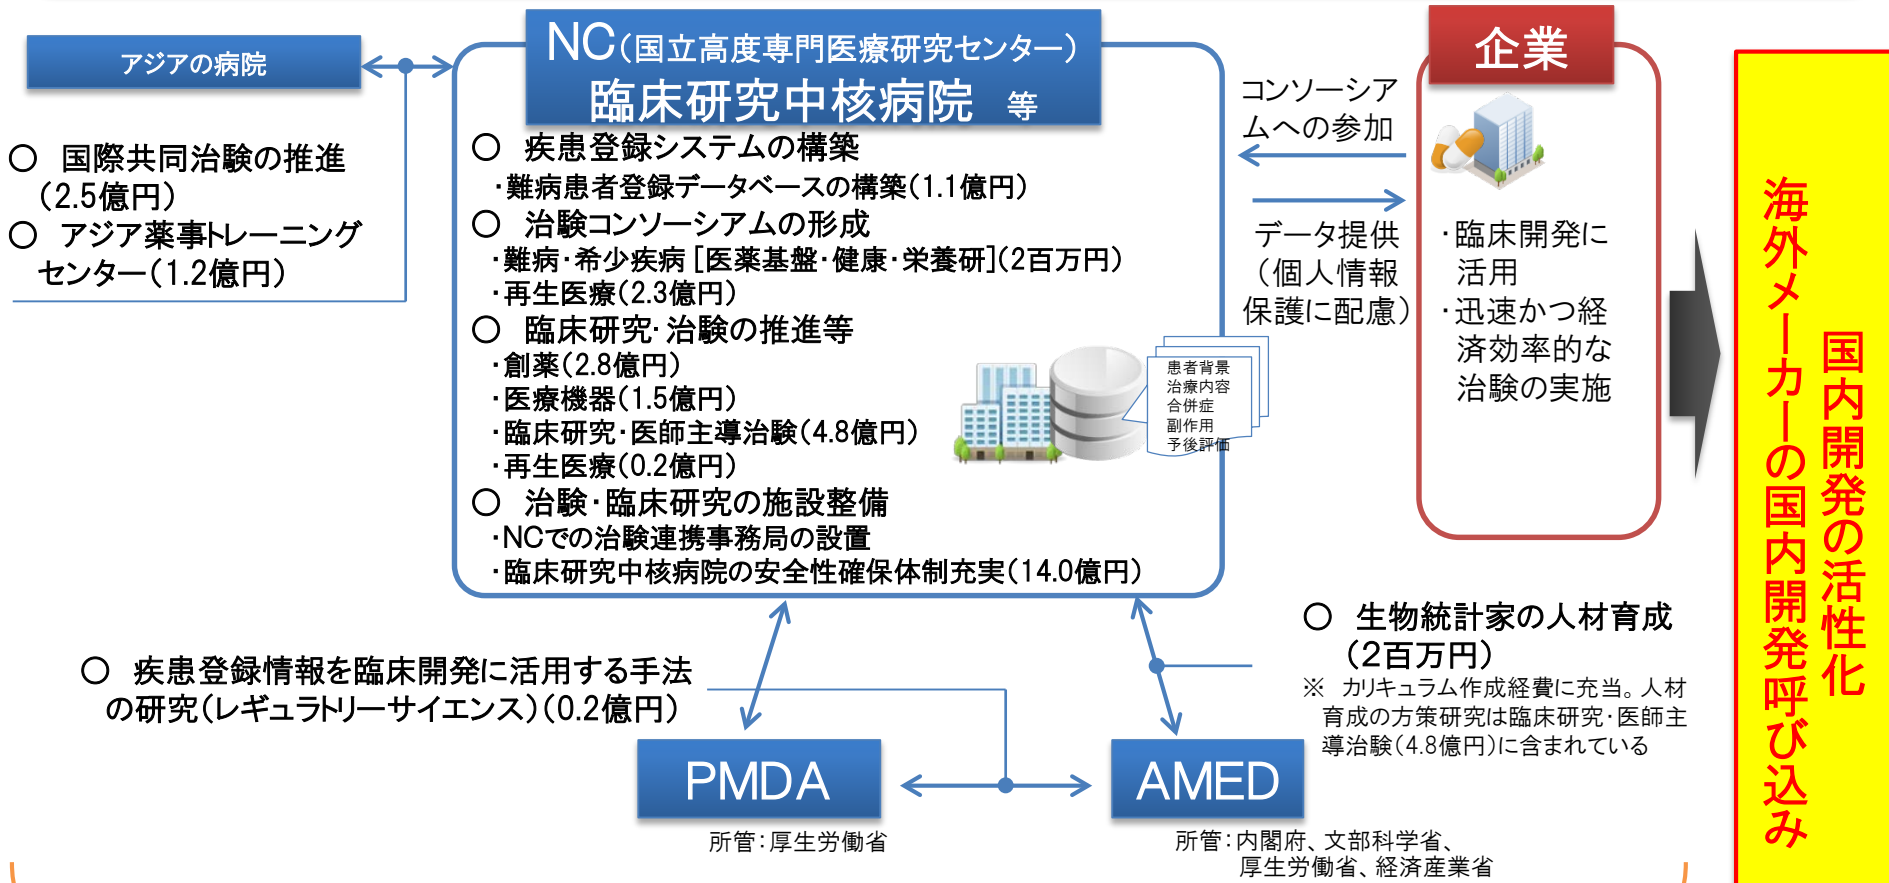 アジアの病院
○ 国際共同治験の推進
(2.5億円)
○ アジア薬事トレーニング
センター(1.2億円)
NC(国立高度専門医療研究センター)
臨床研究中核病院 等
○ 疾患登録システムの構築
・難病患者登録データベースの構築(1.1億円)
○ 治験コンソーシアムの形成
・難病・希少疾病[医薬基盤・健康・栄養研](2百万円)
・再生医療(2.3億円)
○ 臨床研究・治験の推進等
・創薬(2.8億円)
・医療機器(1.5億円)
・臨床研究・医師主導治験(4.8億円)
・再生医療(0.2億円)
○ 治験・臨床研究の施設整備
・NCでの治験連携事務局の設置
・臨床研究中核病院の安全性確保体制充実(14.0億円)
患者背景
治療内容
合併症
副作用
予後評価
コンソーシア
ムへの参加
データ提供
(個人情報
保護に配慮)
企業
・臨床開発に
活用
・迅速かつ経
済効率的な
治験の実施
国内開発の活性化
海外メーカーの国内開発呼び込み
○ 疾患登録情報を臨床開発に活用する手法
の研究(レギュラトリーサイエンス)(0.2億円)
○ 生物統計家の人材育成
(2百万円)
※ カリキュラム作成経費に充当。人材
育成の方策研究は臨床研究・医師主
導治験(4.8億円)に含まれている
PMDA
所管:厚生労働省
AMED
所管:内閣府、文部科学省、
厚生労働省、経済産業省